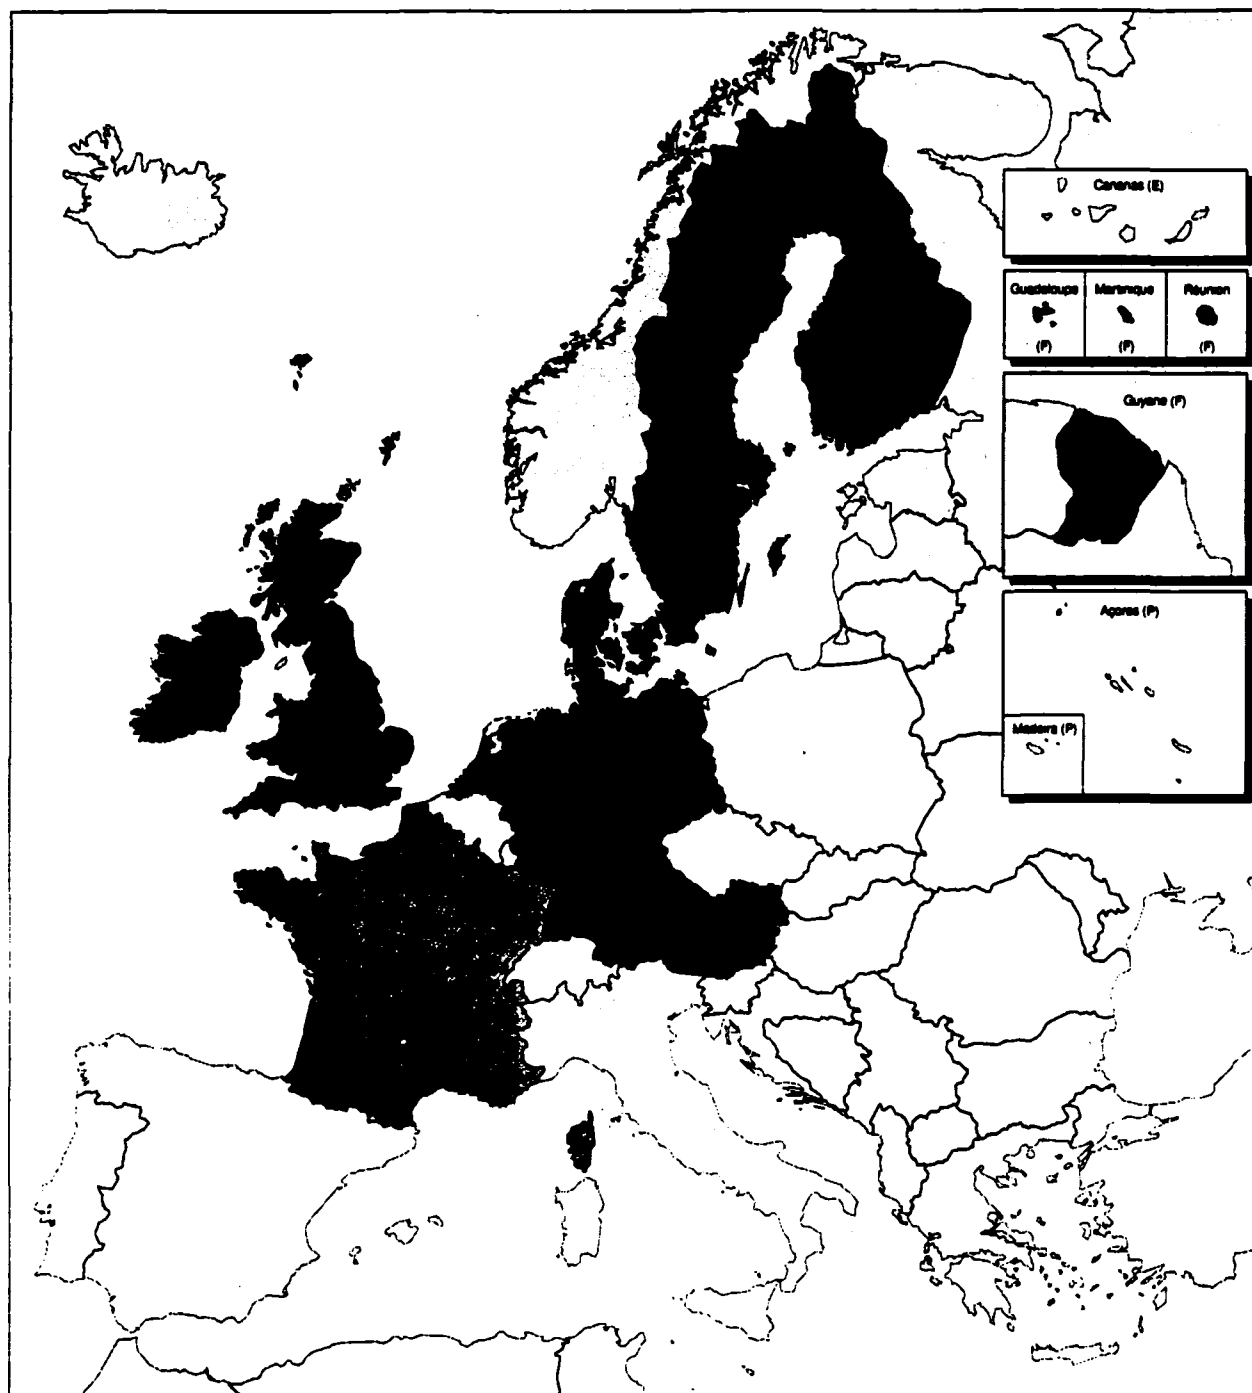 Canarias (E)
Guadeloupe Martinique Réunion
(F) (F) (F)
Guyane (F)
Açores (P)
Madeira (P)